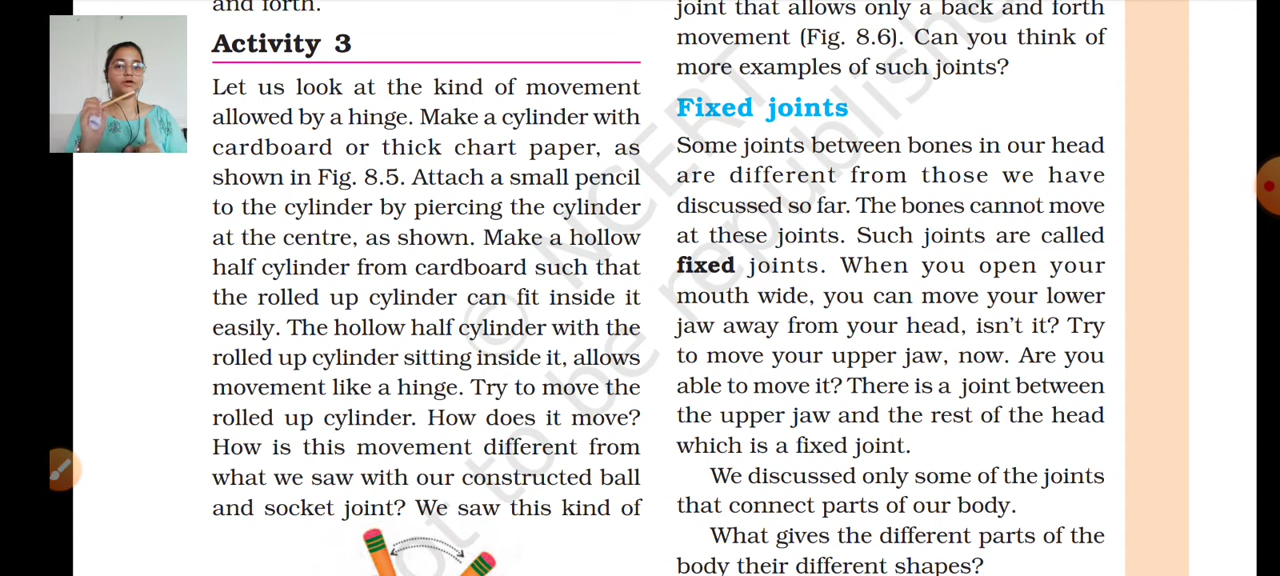 and forth.
Activity 3
Let us look at the kind of movement
allowed by a hinge. Make a cylinder with
cardboard or thick chart paper, as
shown in Fig. 8.5. Attach a small pencil
to the cylinder by piercing the cylinder
at the centre, as shown. Make a hollow
half cylinder from cardboard such that
the rolled up cylinder can fit inside it
easily. The hollow half cylinder with the
rolled up cylinder sitting inside it, allows
movement like a hinge. Try to move the
rolled up cylinder. How does it move?
How is this movement different from
what we saw with our constructed ball
and socket joint? We saw this kind of
joint that allows only a back and forth
movement (Fig. 8.6). Can you think of
more examples of such joints?
Fixed joints
Some joints between bones in our head
are different from those we have
discussed so far. The bones cannot move
at these joints. Such joints are called
fixed joints. When you open your
mouth wide, you can move your lower
jaw away from your head, isn't it? Try
to move your upper jaw, now. Are you
able to move it? There is a joint between
the upper jaw and the rest of the head
which is a fixed joint.
We discussed only some of the joints
that connect parts of our body.
What gives the different parts of the
body their different shapes?
© NCERT
not to be republished